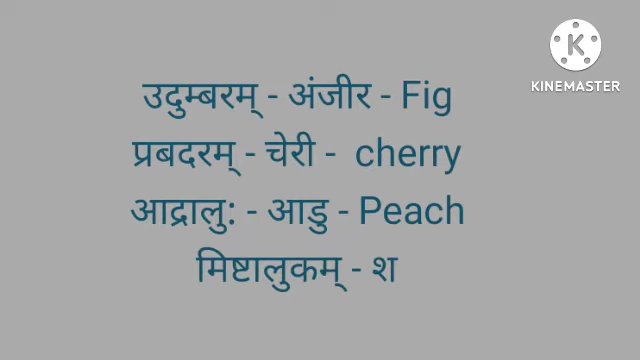 K
KINEMASTER
उदुम्बरम् - अंजीर - Fig
प्रबदरम् - चेरी - cherry
आद्रालु: - आडु - Peach
मिष्टालुकम् - श